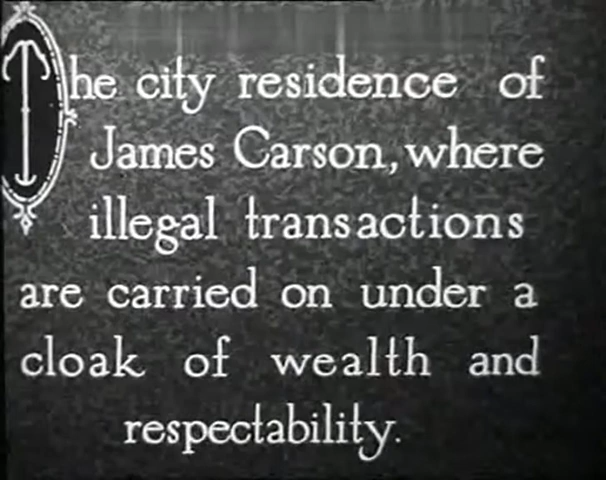 The city residence of
James Carson, where
illegal transactions
are carried on under a
cloak of wealth and
respectability.